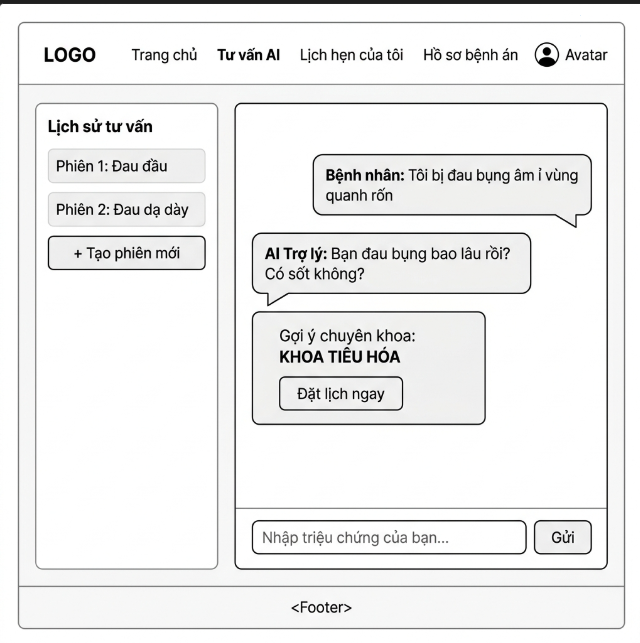 LOGO Trang chủ Tư vấn AI Lịch hẹn của tôi Hồ sơ bệnh án Avatar
Lịch sử tư vấn
Phiên 1: Đau đầu
Phiên 2: Đau dạ dày
+ Tạo phiên mới
Bệnh nhân: Tôi bị đau bụng âm ỉ vùng
quanh rốn
AI Trợ lý: Bạn đau bụng bao lâu rồi?
Có sốt không?
Gợi ý chuyên khoa:
KHOA TIÊU HÓA
Đặt lịch ngay
Nhập triệu chứng của bạn...
Gửi
<Footer>